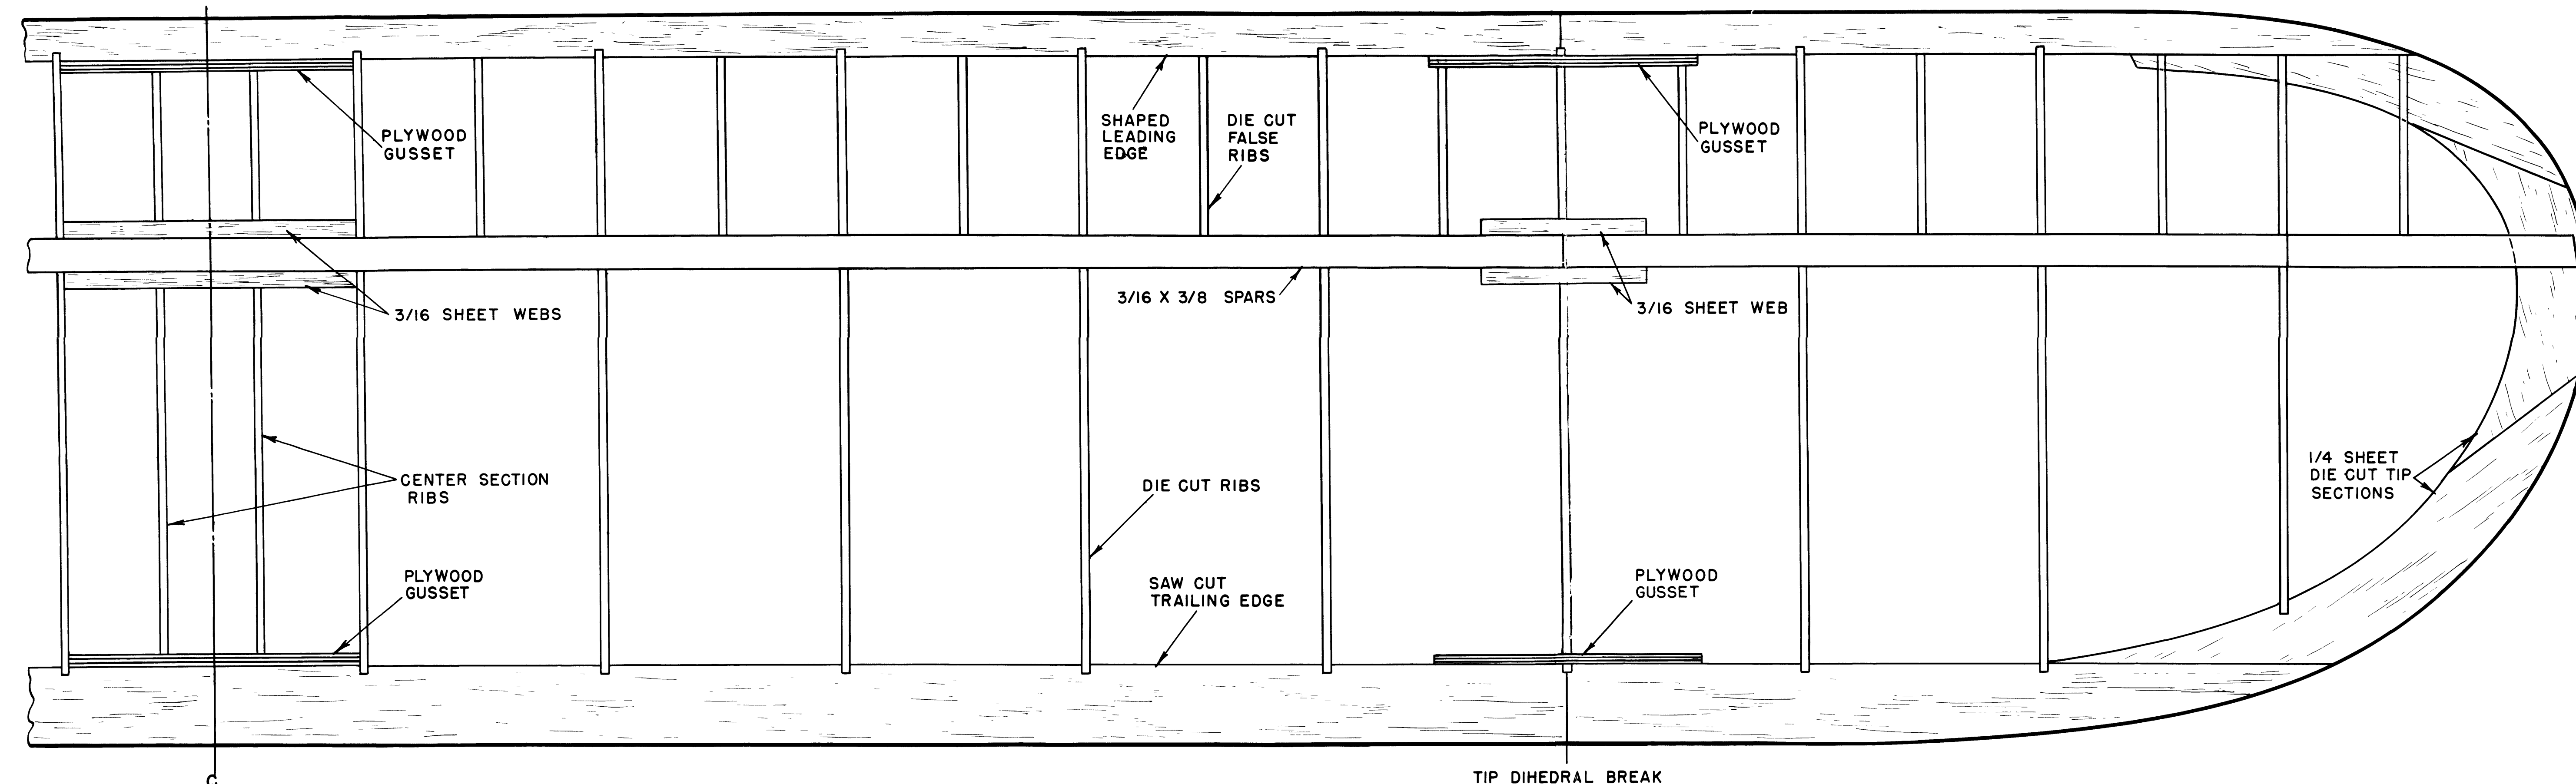 PLYWOOD
GUSSET
SHAPED
LEADING
EDGE
DIE CUT
FALSE
RIBS
PLYWOOD
GUSSET
3/16 SHEET WEBS
3/16 X 3/8 SPARS
3/16 SHEET WEB
CENTER SECTION
RIBS
DIE CUT RIBS
1/4 SHEET
DIE CUT TIP
SECTIONS
PLYWOOD
GUSSET
SAW CUT
TRAILING EDGE
PLYWOOD
GUSSET
TIP DIHEDRAL BREAK